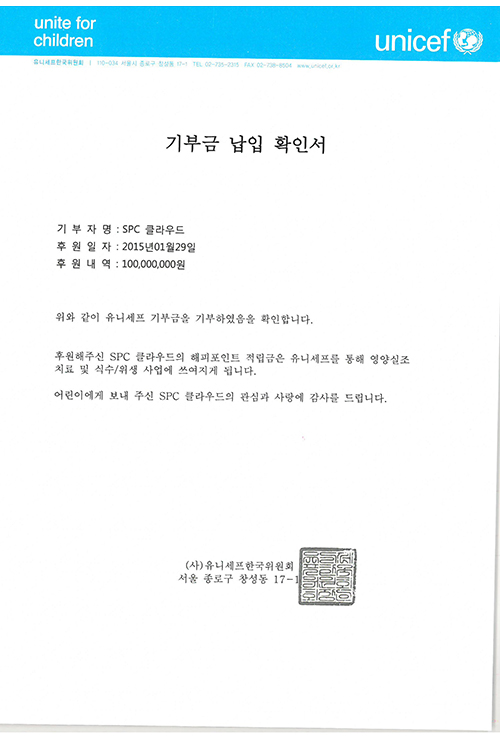 unite for
children
unicef
유니세프한국위원회 | 110-034 서울시 종로구 창성동 17-1 TEL 02-735-2315 FAX 02-738-8504 www.unicef.or.kr
기부금 납입 확인서
기 부 자 명 : SPC 클라우드
후 원 일 자 : 2015년01월29일
후 원 내 역 : 100,000,000원
위와 같이 유니세프 기부금을 기부하였음을 확인합니다.
후원해주신 SPC 클라우드의 해피포인트 적립금은 유니세프를 통해 영양실조
치료 및 식수/위생 사업에 쓰여지게 됩니다.
어린이에게 보내 주신 SPC 클라우드의 관심과 사랑에 감사를 드립니다.
(사)유니세프한국위원회
서울 종로구 창성동 17-1